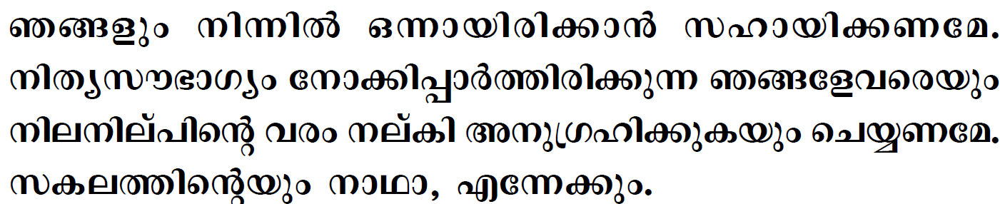 ഞങ്ങളും നിന്നിൽ ഒന്നായിരിക്കാൻ സഹായിക്കണമേ.
നിത്യസൗഭാഗ്യം നോക്കിപ്പാർത്തിരിക്കുന്ന ഞങ്ങളേവരെയും
നിലനില്പിന്റെ വരം നല്കി അനുഗ്രഹിക്കുകയും ചെയ്യണമേ.
സകലത്തിന്റെയും നാഥാ, എന്നേക്കും.